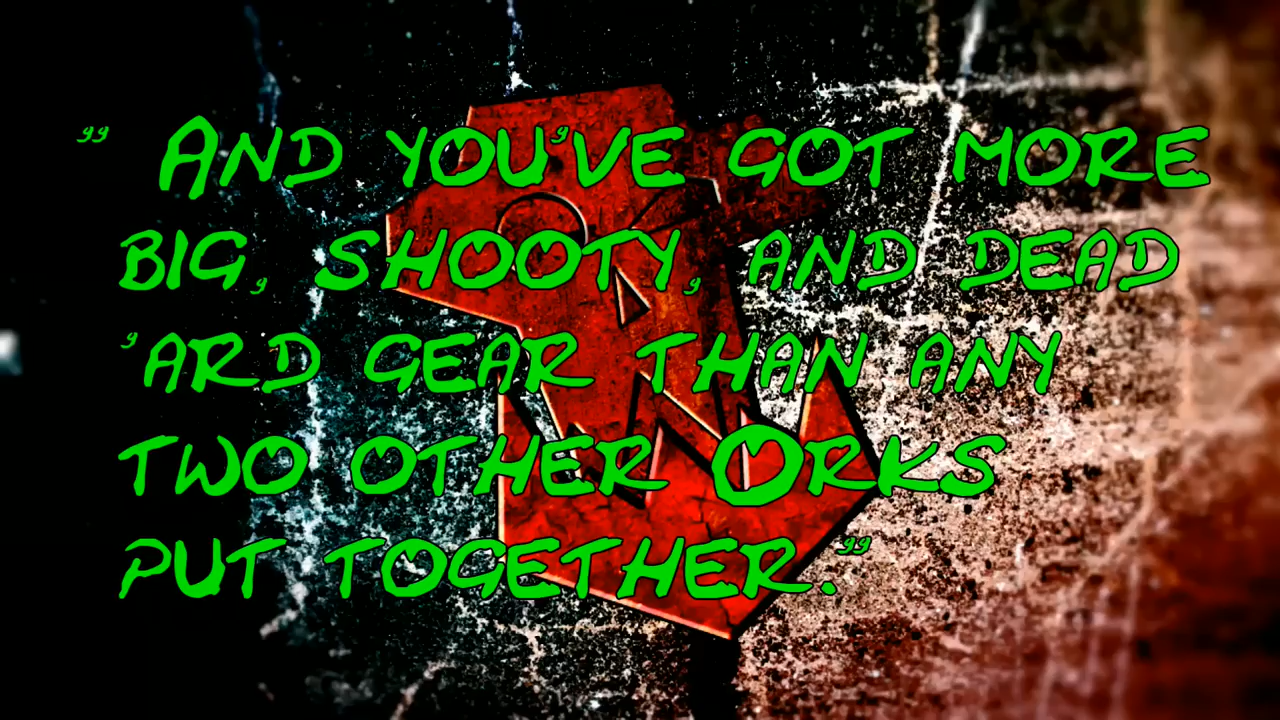 " And you've got more
big, shooty, and dead
'ard gear than any
two other Orks
put together."